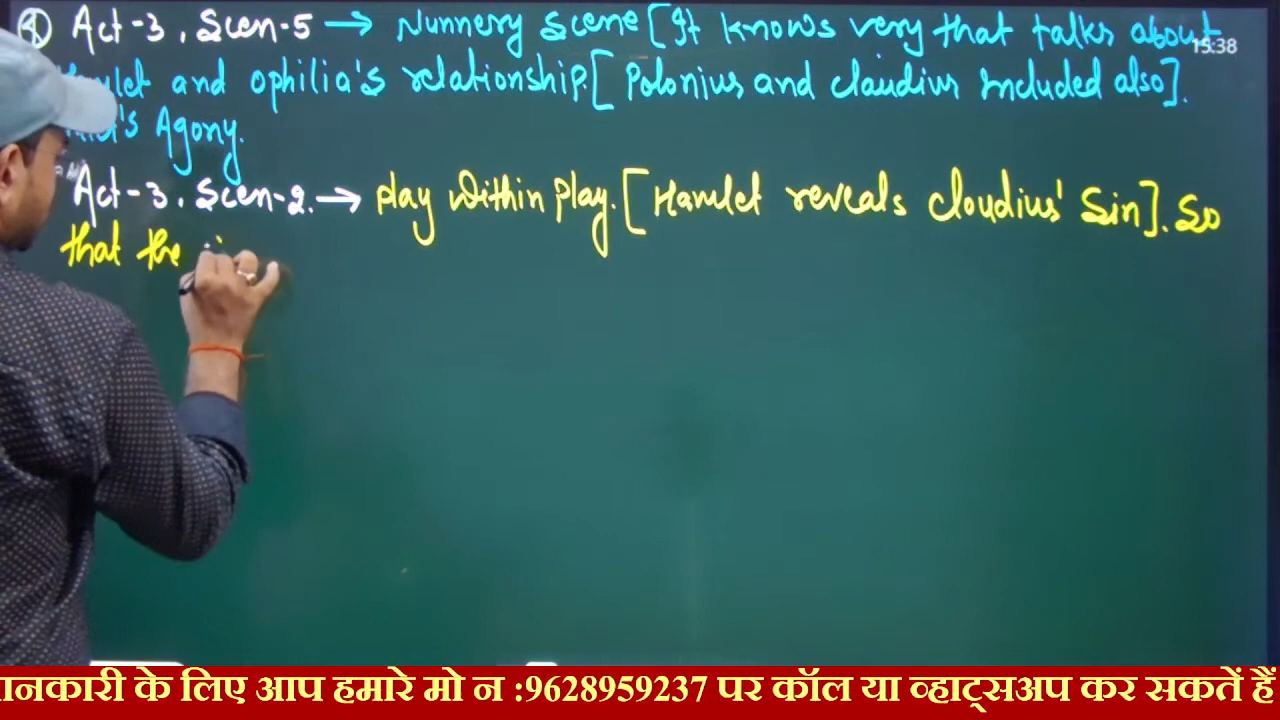 ④ Act-3, Scen-5 → Nunnery Scene [It knows very that talks about
15:38
and ophilia's relationship. [Polonius and claudius Included also].
Agony.
Act-3, Scen-2. → play within play. [Hamlet reveals cloudius' Sin]. So
that the
जानकारी के लिए आप हमारे मो न :9628959237 पर कॉल या व्हाट्सअप कर सकतें हैं